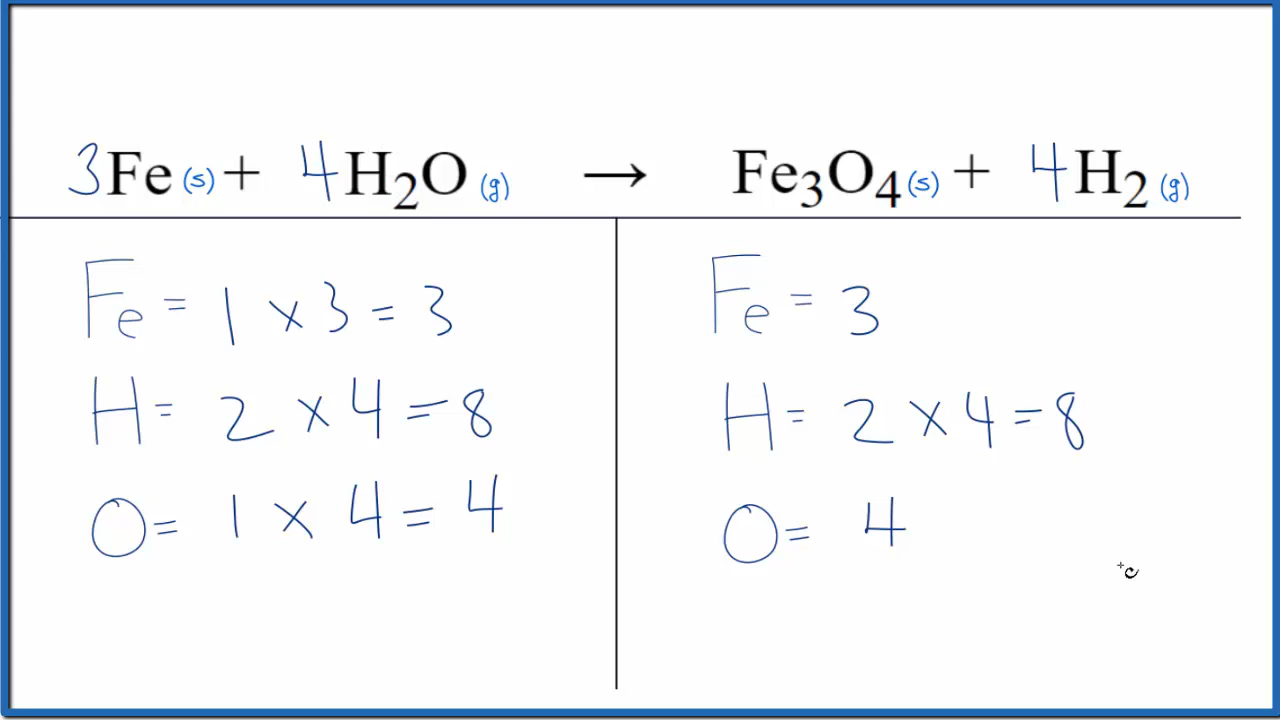 3Fe (s) + 4H₂O (g) → Fe₃O₄ (s) + 4H₂ (g)
Fe = 1 x 3 = 3
H = 2 x 4 = 8
O = 1 x 4 = 4
Fe = 3
H = 2 x 4 = 8
O = 4